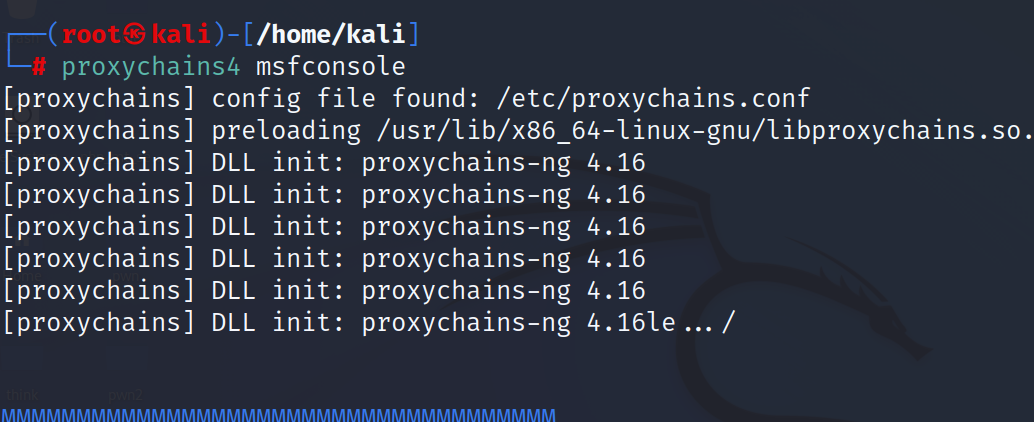 ┌──(root㉿kali)-[/home/kali]
└─# proxychains4 msfconsole
[proxychains] config file found: /etc/proxychains.conf
[proxychains] preloading /usr/lib/x86_64-linux-gnu/libproxychains.so.
[proxychains] DLL init: proxychains-ng 4.16
[proxychains] DLL init: proxychains-ng 4.16
[proxychains] DLL init: proxychains-ng 4.16
[proxychains] DLL init: proxychains-ng 4.16
[proxychains] DLL init: proxychains-ng 4.16
[proxychains] DLL init: proxychains-ng 4.16le.../
think pwn2
MMMMMMMMMMMMMMMMMMMMMMMMMMMMMMMMMMMMM